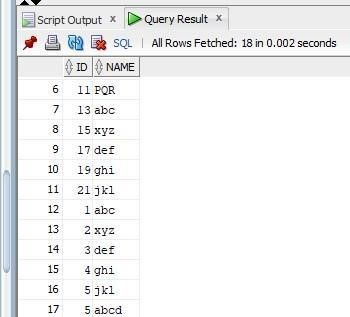 Script Output x Query Result x
SQL | All Rows Fetched: 18 in 0.002 seconds
ID NAME
6 11 PQR
7 13 abc
8 15 xyz
9 17 def
10 19 ghi
11 21 jkl
12 1 abc
13 2 xyz
14 3 def
15 4 ghi
16 5 jkl
17 5 abcd